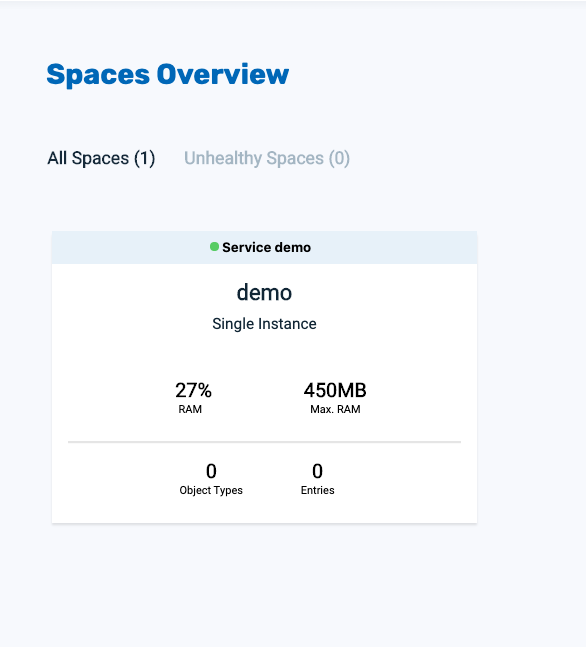 Spaces Overview
All Spaces (1) Unhealthy Spaces (0)
Service demo
demo
Single Instance
27% 450MB
RAM Max. RAM
0 0
Object Types Entries